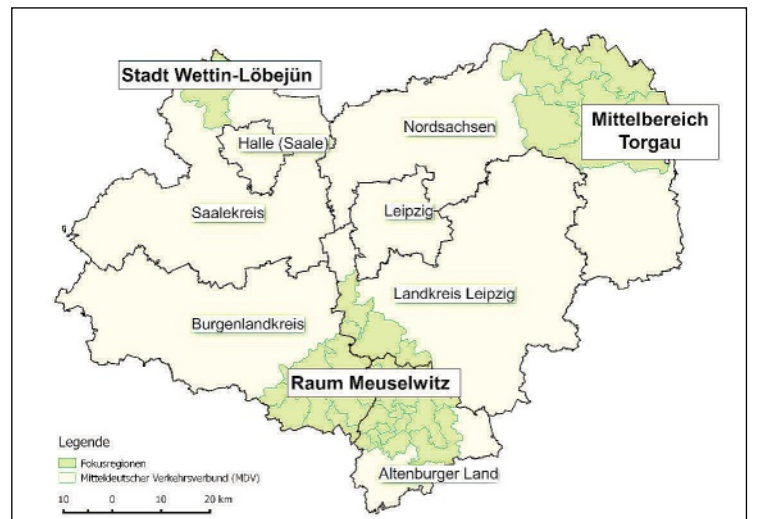 Stadt Wettin-Löbejün
Mittelbereich
Torgau
Nordsachsen
Halle (Saale)
Saalekreis
Leipzig
Landkreis Leipzig
Burgenlandkreis
Raum Meuselwitz
Altenburger Land
Legende
Fokusregionen
Mitteldeutscher Verkehrsverbund (MDV)
10 0 10 20 km